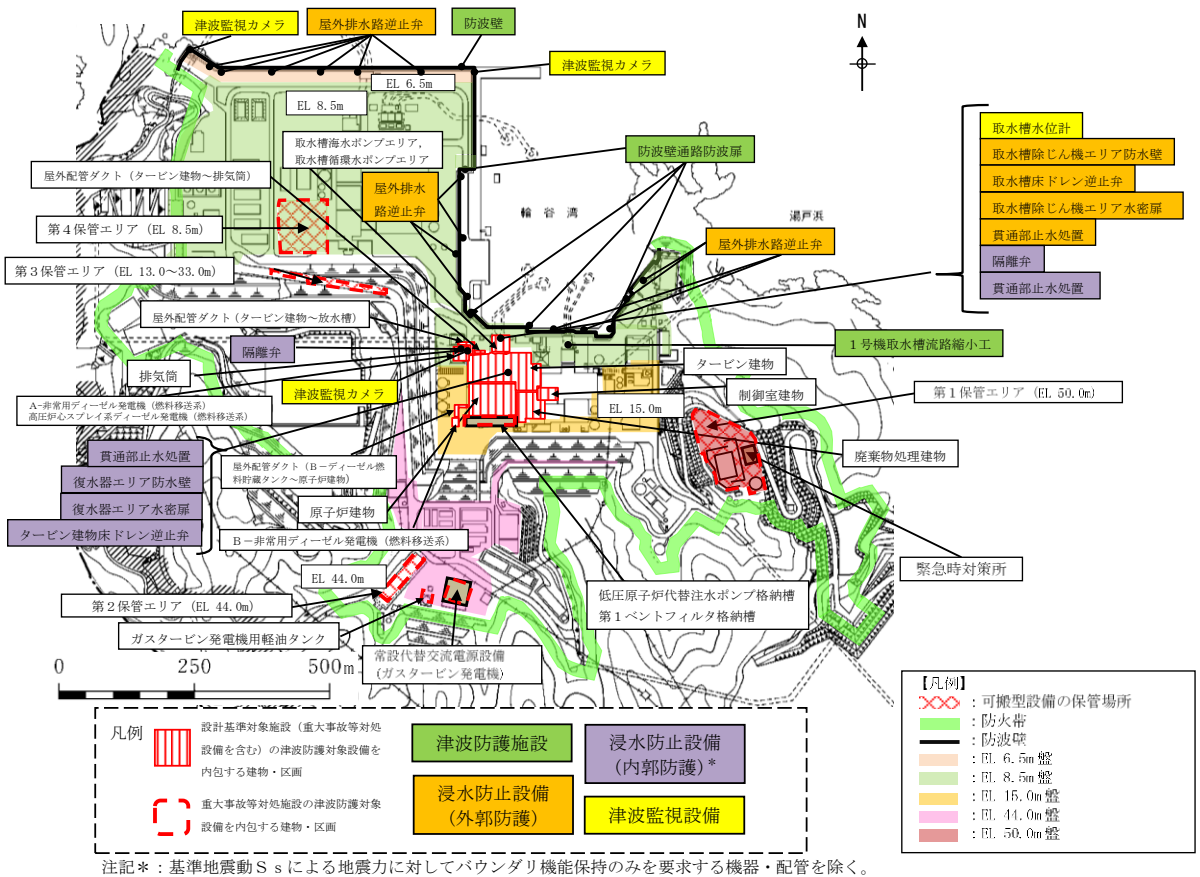 津波監視カメラ
屋外排水路逆止弁
防波壁
N
津波監視カメラ
EL 6.5m
EL 8.5m
取水槽海水ポンプエリア,
取水槽循環水ポンプエリア
防波壁通路防波扉
取水槽水位計
取水槽除じん機エリア防水壁
取水槽床ドレン逆止弁
取水槽除じん機エリア水密扉
貫通部止水処置
隔離弁
貫通部止水処置
屋外配管ダクト（タービン建物～排気筒）
屋外排水
路逆止弁
輪谷湾
湯戸浜
第4保管エリア（EL 8.5m）
屋外排水路逆止弁
第3保管エリア（EL 13.0～33.0m）
屋外配管ダクト（タービン建物～放水槽）
隔離弁
1号機取水槽流路縮小工
排気筒
タービン建物
津波監視カメラ
制御室建物
第1保管エリア（EL 50.0m）
A-非常用ディーゼル発電機（燃料移送系）
高圧炉心スプレイ系ディーゼル発電機（燃料移送系）
EL 15.0m
貫通部止水処置
復水器エリア防水壁
復水器エリア水密扉
タービン建物床ドレン逆止弁
屋外配管ダクト（B－ディーゼル燃
料貯蔵タンク～原子炉建物）
廃棄物処理建物
原子炉建物
B－非常用ディーゼル発電機（燃料移送系）
緊急時対策所
EL 44.0m
第2保管エリア（EL 44.0m）
低圧原子炉代替注水ポンプ格納槽
第1ベントフィルタ格納槽
ガスタービン発電機用軽油タンク
常設代替交流電源設備
(ガスタービン発電機)
0 250 500m
凡例
設計基準対象施設（重大事故等対処
設備を含む）の津波防護対象設備を
内包する建物・区画
重大事故等対処施設の津波防護対象
設備を内包する建物・区画
津波防護施設
浸水防止設備
(内郭防護)*
浸水防止設備
(外郭防護)
津波監視設備
【凡例】
：可搬型設備の保管場所
：防火帯
：防波壁
：EL 6.5m盤
：EL 8.5m盤
：EL 15.0m盤
：EL 44.0m盤
：EL 50.0m盤
注記＊：基準地震動Ｓｓによる地震力に対してバウンダリ機能保持のみを要求する機器・配管を除く。